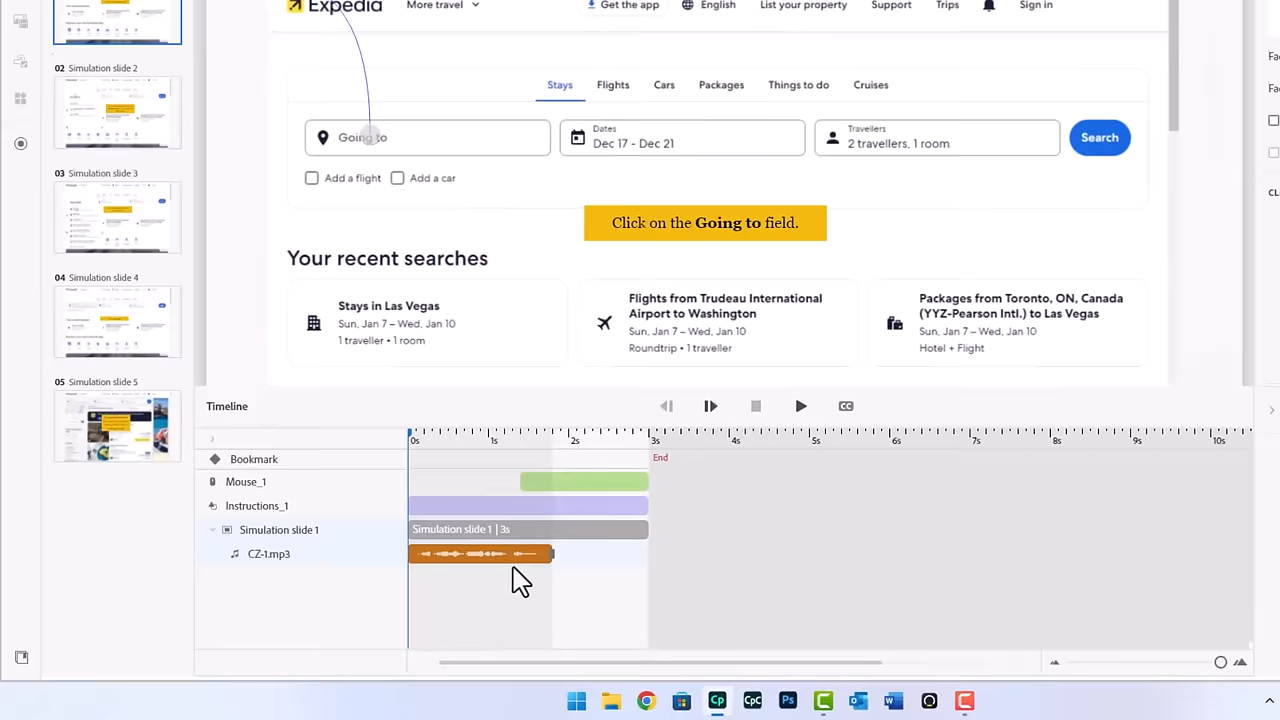 Expedia
More travel
Get the app
English
List your property
Support
Trips
Sign in
02 Simulation slide 2
03 Simulation slide 3
04 Simulation slide 4
05 Simulation slide 5
Stays
Flights
Cars
Packages
Things to do
Cruises
Going to
Dates
Dec 17 - Dec 21
Travellers
2 travellers, 1 room
Search
Add a flight
Add a car
Click on the Going to field.
Your recent searches
Stays in Las Vegas
Sun, Jan 7 – Wed, Jan 10
1 traveller • 1 room
Flights from Trudeau International
Airport to Washington
Sun, Jan 7 – Wed, Jan 10
Roundtrip • 1 traveller
Packages from Toronto, ON, Canada
(YYZ-Pearson Intl.) to Las Vegas
Sun, Jan 7 – Wed, Jan 10
Hotel + Flight
Timeline
CC
0s 1s 2s 3s 4s 5s 6s 7s 8s 9s 10s
End
Bookmark
Mouse_1
Instructions_1
Simulation slide 1
Simulation slide 1 | 3s
CZ-1.mp3
Cp
Cpc
Ps